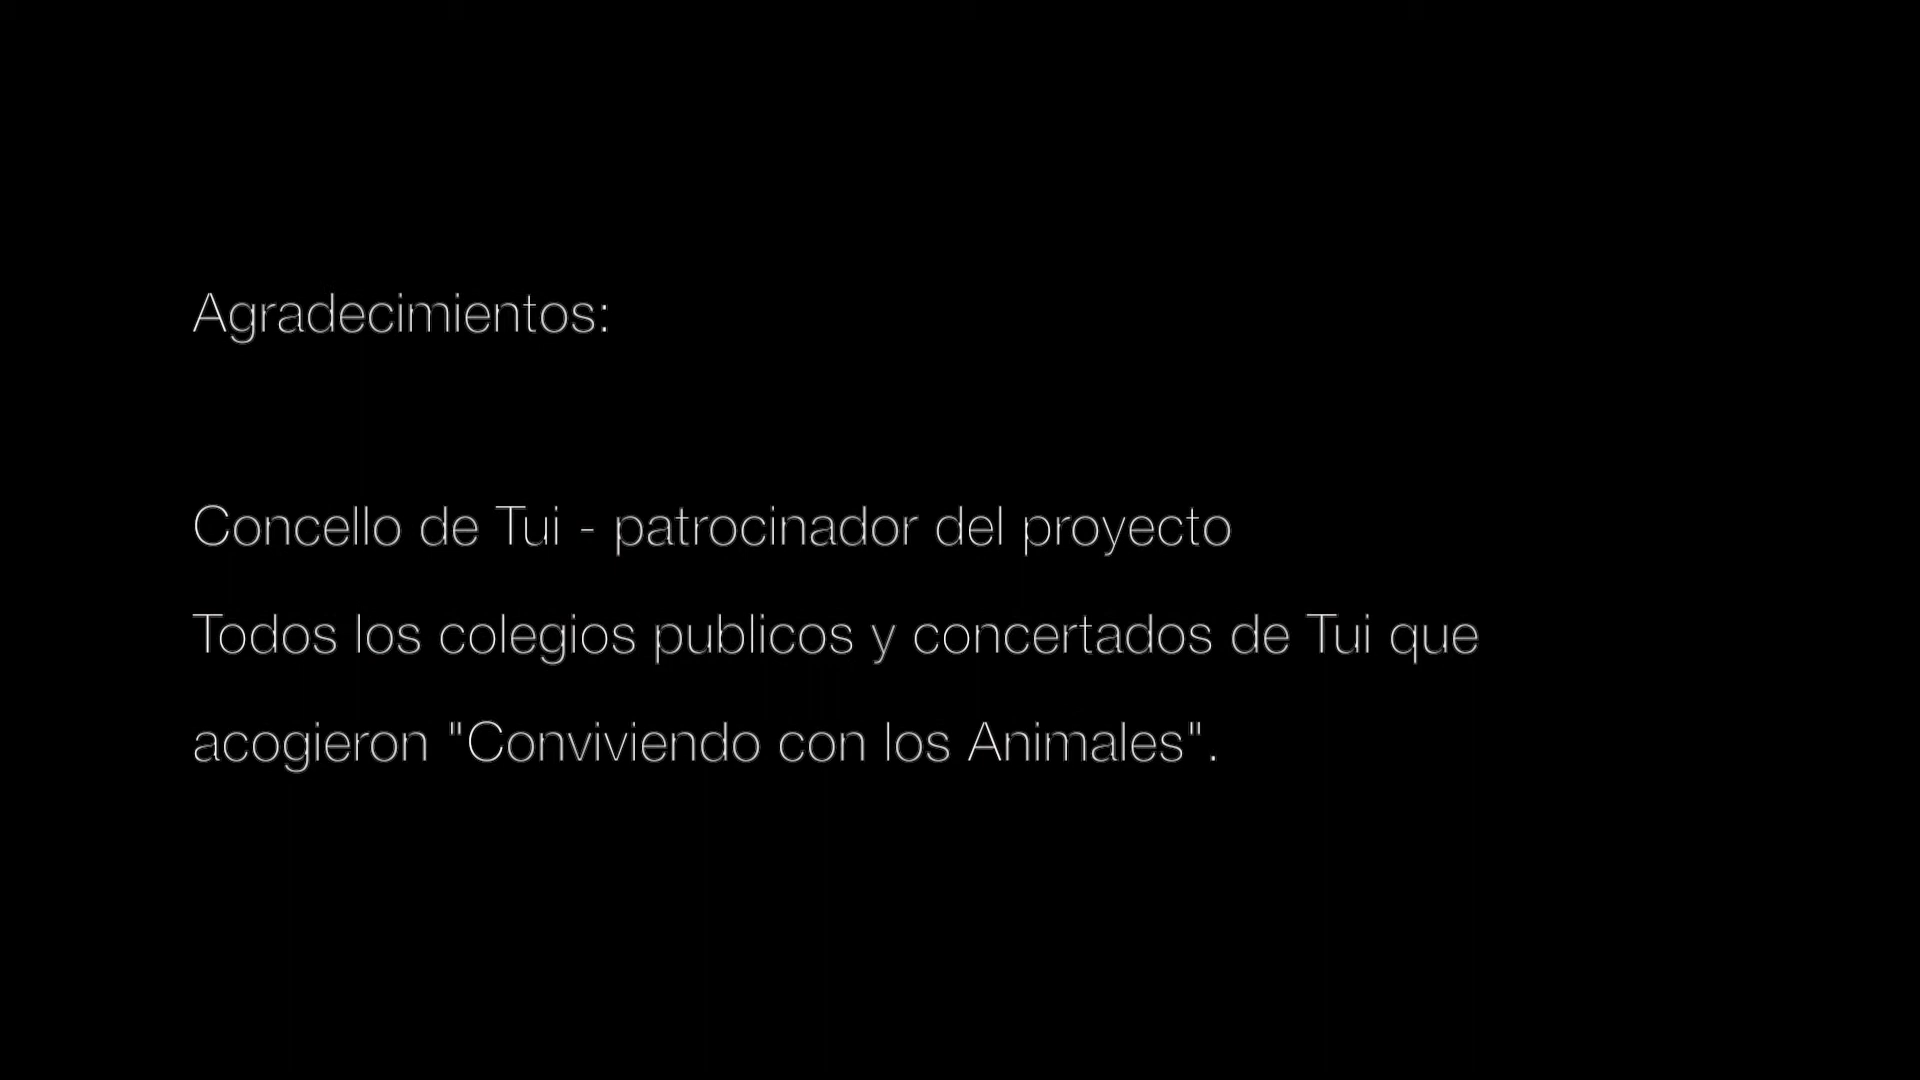 Agradecimientos:
Concello de Tui - patrocinador del proyecto
Todos los colegios publicos y concertados de Tui que
acogieron "Conviviendo con los Animales".